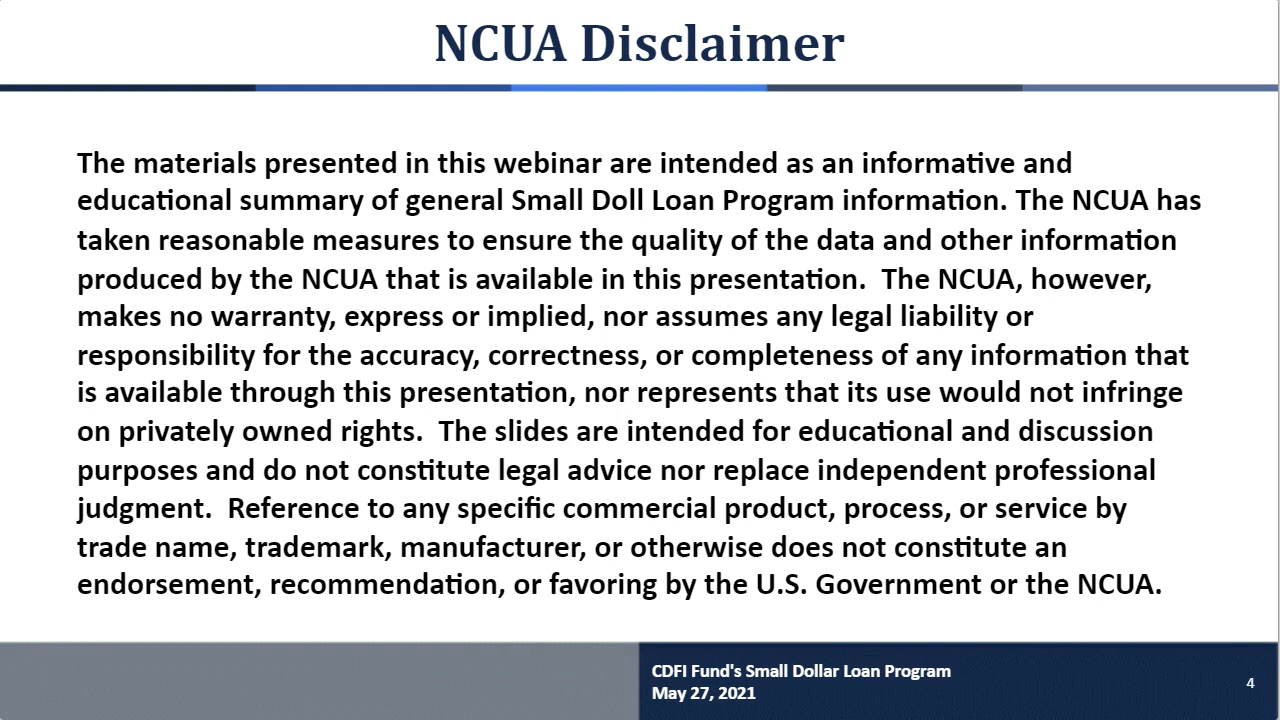 NCUA Disclaimer
The materials presented in this webinar are intended as an informative and
educational summary of general Small Doll Loan Program information. The NCUA has
taken reasonable measures to ensure the quality of the data and other information
produced by the NCUA that is available in this presentation.  The NCUA, however,
makes no warranty, express or implied, nor assumes any legal liability or
responsibility for the accuracy, correctness, or completeness of any information that
is available through this presentation, nor represents that its use would not infringe
on privately owned rights.  The slides are intended for educational and discussion
purposes and do not constitute legal advice nor replace independent professional
judgment.  Reference to any specific commercial product, process, or service by
trade name, trademark, manufacturer, or otherwise does not constitute an
endorsement, recommendation, or favoring by the U.S. Government or the NCUA.
CDFI Fund's Small Dollar Loan Program
May 27, 2021
4